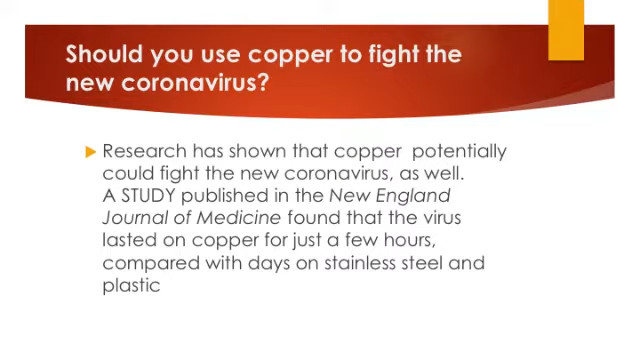 Should you use copper to fight the
new coronavirus?
Research has shown that copper potentially
could fight the new coronavirus, as well.
A STUDY published in the New England
Journal of Medicine found that the virus
lasted on copper for just a few hours,
compared with days on stainless steel and
plastic